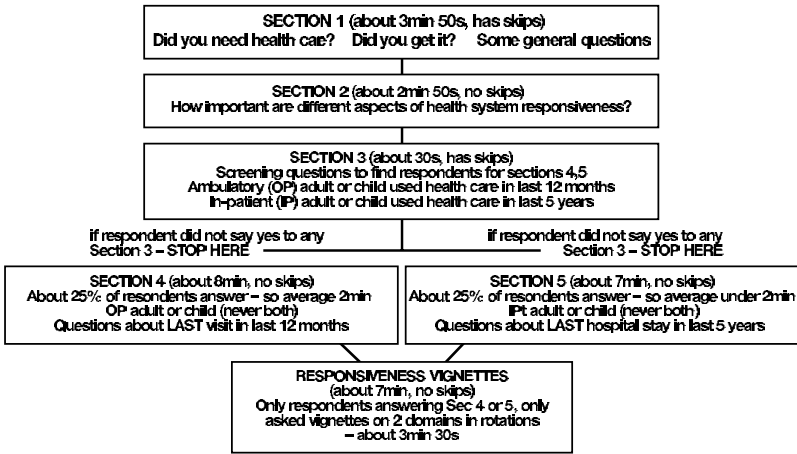 SECTION 1 (about 3min 50s, has skips)
Did you need health care? Did you get it? Some general questions
SECTION 2 (about 2min 50s, no skips)
How important are different aspects of health system responsiveness?
SECTION 3 (about 30s, has skips)
Screening questions to find respondents for sections 4,5
Ambulatory (OP) adult or child used health care in last 12 months
In-patient (IP) adult or child used health care in last 5 years
if respondent did not say yes to any
Section 3 – STOP HERE
if respondent did not say yes to any
Section 3 – STOP HERE
SECTION 4 (about 8min, no skips)
About 25% of resondents answer – so average 2min
OP adult or child (never both)
Questions about LAST visit in last 12 months
SECTION 5 (about 7min, no skips)
About 25% of resondents answer – so average under 2min
IPt adult or child (never both)
Questions about LAST hospital stay in last 5 years
RESPONSIVENESS VIGNETTES
(about 7min, no skips)
Only respondents answering Sec 4 or 5, only
asked vignettes on 2 domains in rotations
– about 3min 30s